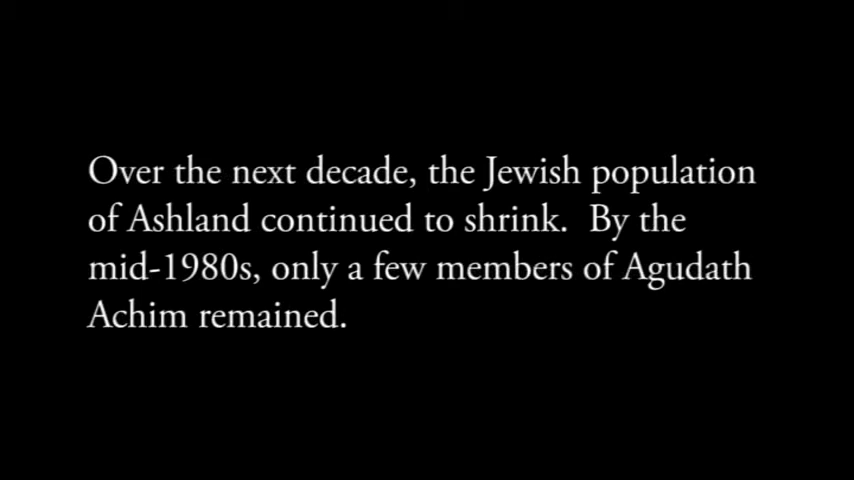 Over the next decade, the Jewish population
of Ashland continued to shrink.  By the
mid-1980s, only a few members of Agudath
Achim remained.